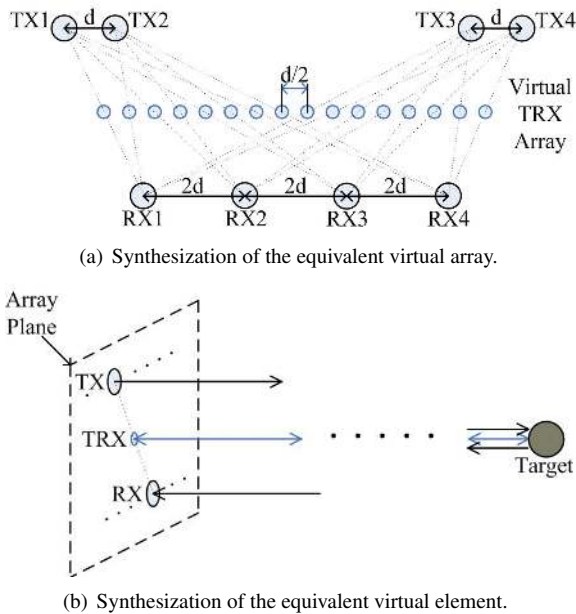 TX1 d TX2 TX3 d TX4
d/2
Virtual
TRX
Array
2d 2d 2d
RX1 RX2 RX3 RX4
(a) Synthesization of the equivalent virtual array.
Array
Plane
TX
TRX
RX
Target
(b) Synthesization of the equivalent virtual element.